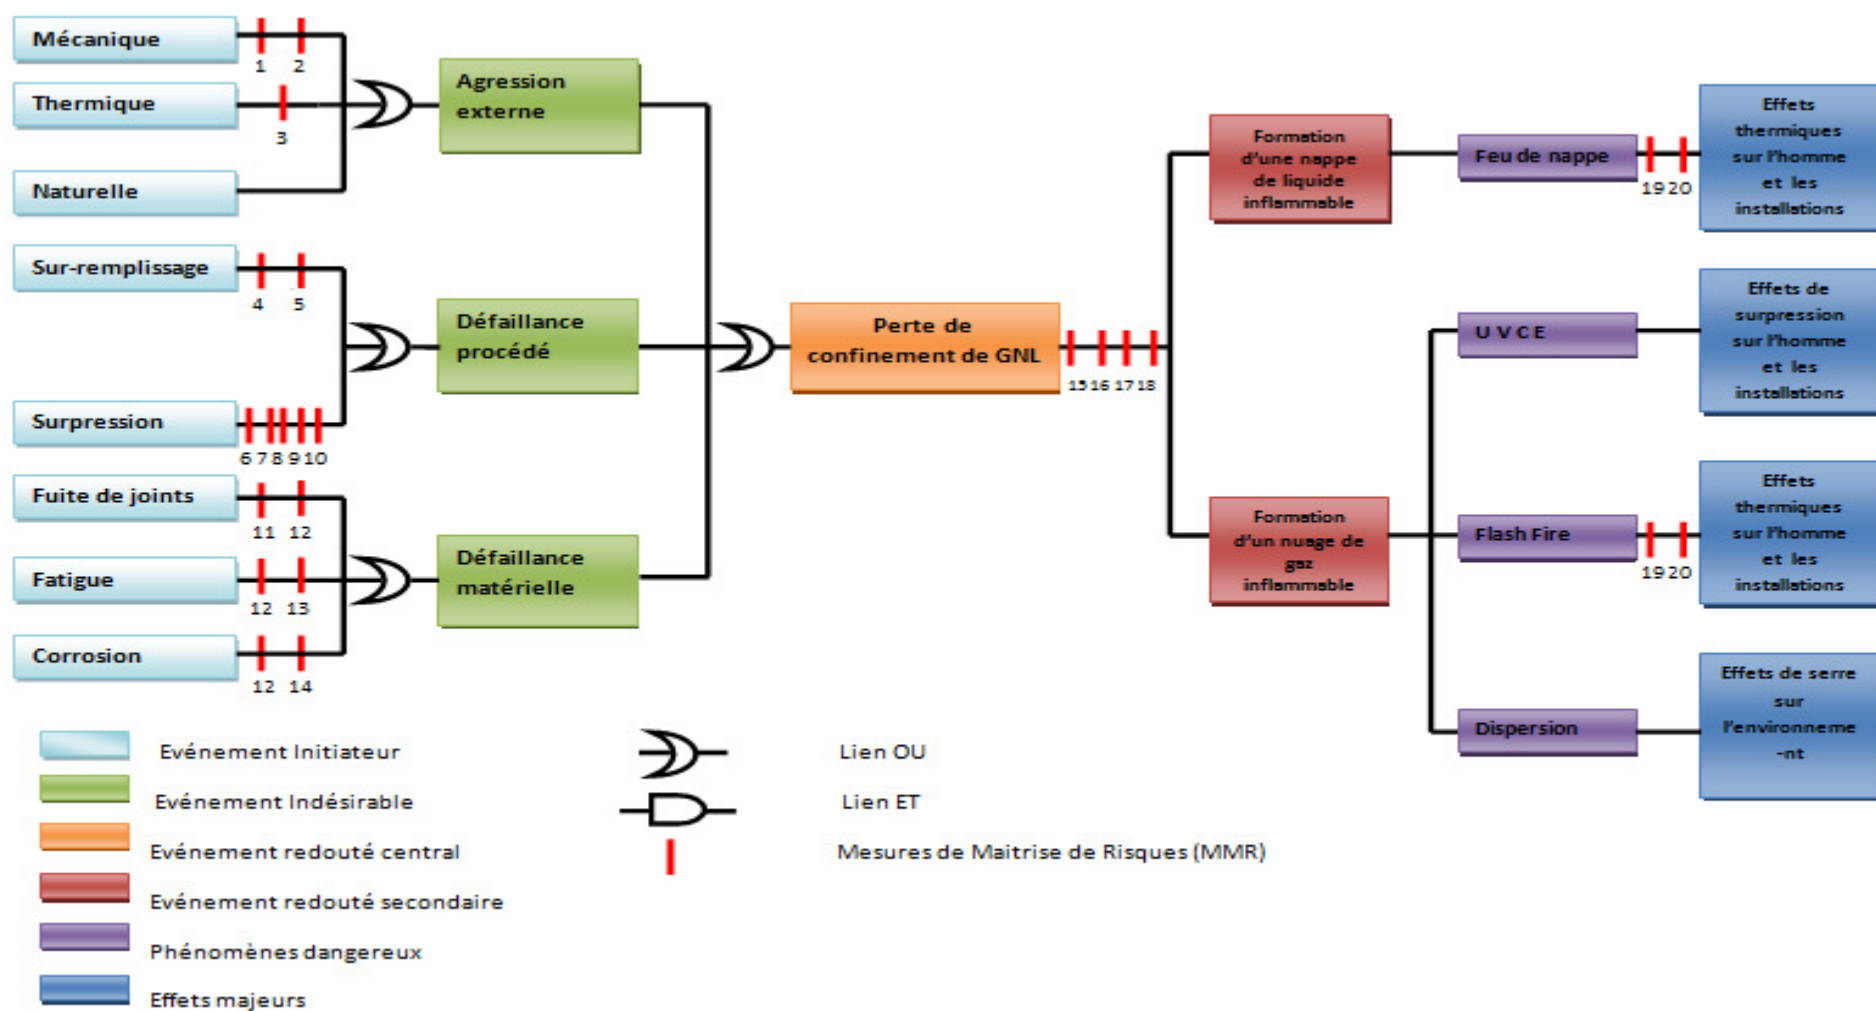 Mécanique
1 2
Thermique
3
Naturelle
Agression
externe
Sur-remplissage
4 5
Surpression
6 7 8 9 10
Défaillance
procédé
Fuite de joints
11 12
Fatigue
12 13
Corrosion
12 14
Défaillance
matérielle
Perte de
confinement de GNL
15 16 17 18
Formation
d'une nappe
de liquide
inflammable
Feu de nappe
19 20
Effets
thermiques
sur l'homme
et les
installations
Formation
d'un nuage de
gaz
inflammable
U V C E
Effets de
surpression
sur l'homme
et les
installations
Flash Fire
19 20
Effets
thermiques
sur l'homme
et les
installations
Dispersion
Effets de serre
sur
l'environneme
-nt
Evénement Initiateur
Evénement Indésirable
Evénement redouté central
Evénement redouté secondaire
Phénomènes dangereux
Effets majeurs
Lien OU
Lien ET
Mesures de Maitrise de Risques (MMR)